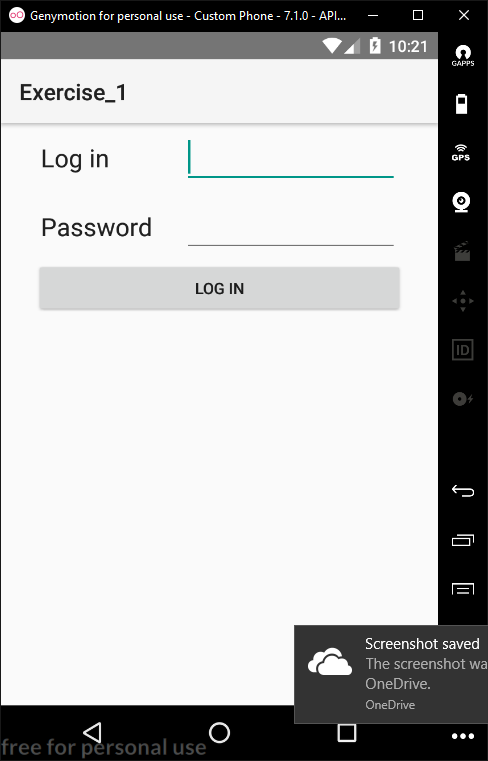 Genymotion for personal use - Custom Phone - 7.1.0 - API...
10:21
GAPPS
Exercise_1
GPS
Log in
Password
LOG IN
ID
Screenshot saved
The screenshot wa
OneDrive.
OneDrive
free for personal use